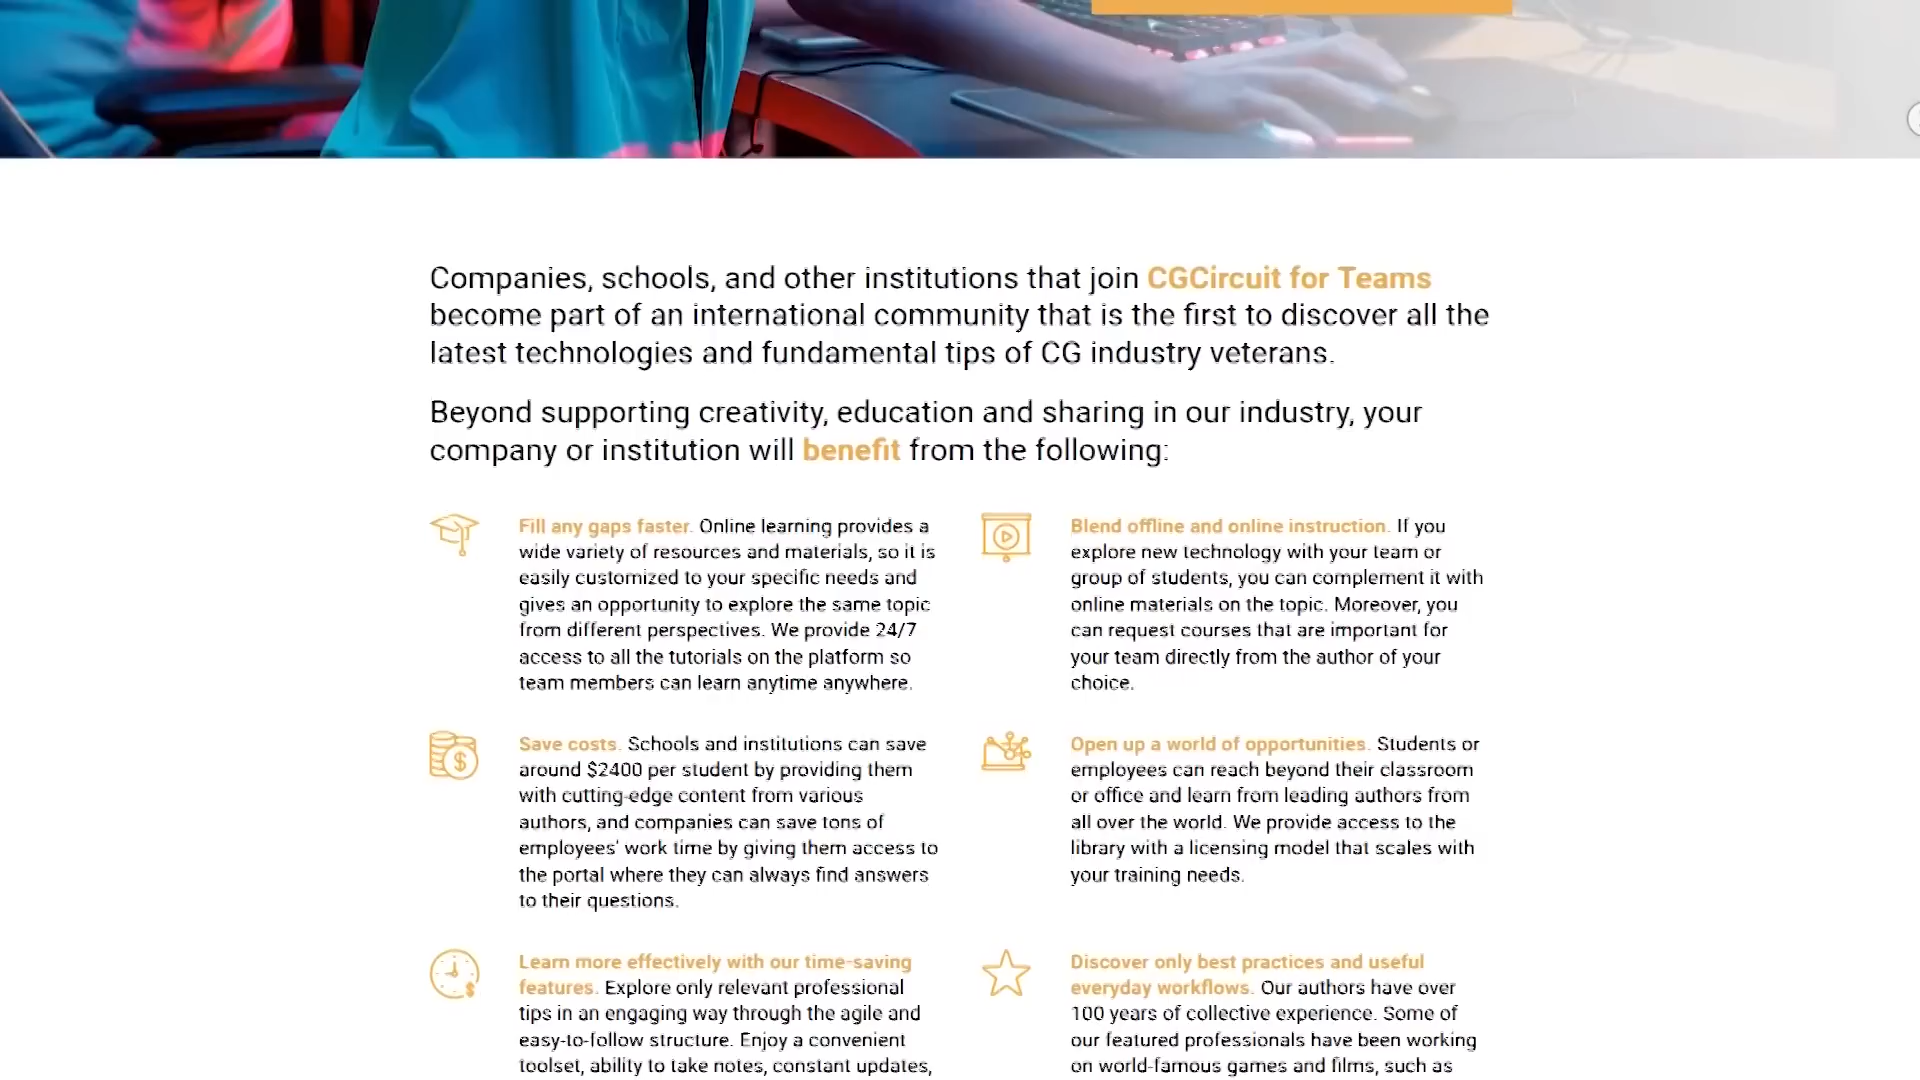 Companies, schools, and other institutions that join CGCircuit for Teams
become part of an international community that is the first to discover all the
latest technologies and fundamental tips of CG industry veterans.
Beyond supporting creativity, education and sharing in our industry, your
company or institution will benefit from the following:
Fill any gaps faster. Online learning provides a
wide variety of resources and materials, so it is
easily customized to your specific needs and
gives an opportunity to explore the same topic
from different perspectives. We provide 24/7
access to all the tutorials on the platform so
team members can learn anytime anywhere.
Blend offline and online instruction. If you
explore new technology with your team or
group of students, you can complement it with
online materials on the topic. Moreover, you
can request courses that are important for
your team directly from the author of your
choice.
Save costs. Schools and institutions can save
around $2400 per student by providing them
with cutting-edge content from various
authors, and companies can save tons of
employees' work time by giving them access to
the portal where they can always find answers
to their questions.
Open up a world of opportunities. Students or
employees can reach beyond their classroom
or office and learn from leading authors from
all over the world. We provide access to the
library with a licensing model that scales with
your training needs.
Learn more effectively with our time-saving
features. Explore only relevant professional
tips in an engaging way through the agile and
easy-to-follow structure. Enjoy a convenient
toolset, ability to take notes, constant updates,
Discover only best practices and useful
everyday workflows. Our authors have over
100 years of collective experience. Some of
our featured professionals have been working
on world-famous games and films, such as